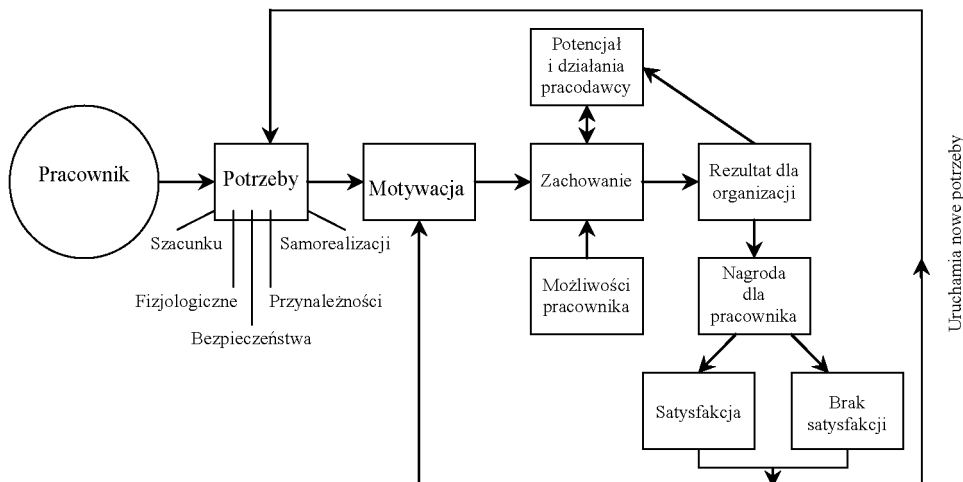 Potencjał
i działania
pracodawcy
Pracownik
Potrzeby
Motywacja
Zachowanie
Rezultat dla
organizacji
Szacunku
Samorealizacji
Fizjologiczne
Przynależności
Bezpieczeństwa
Możliwości
pracownika
Nagroda
dla
pracownika
Satysfakcja
Brak
satysfakcji
Uruchamia nowe potrzeby